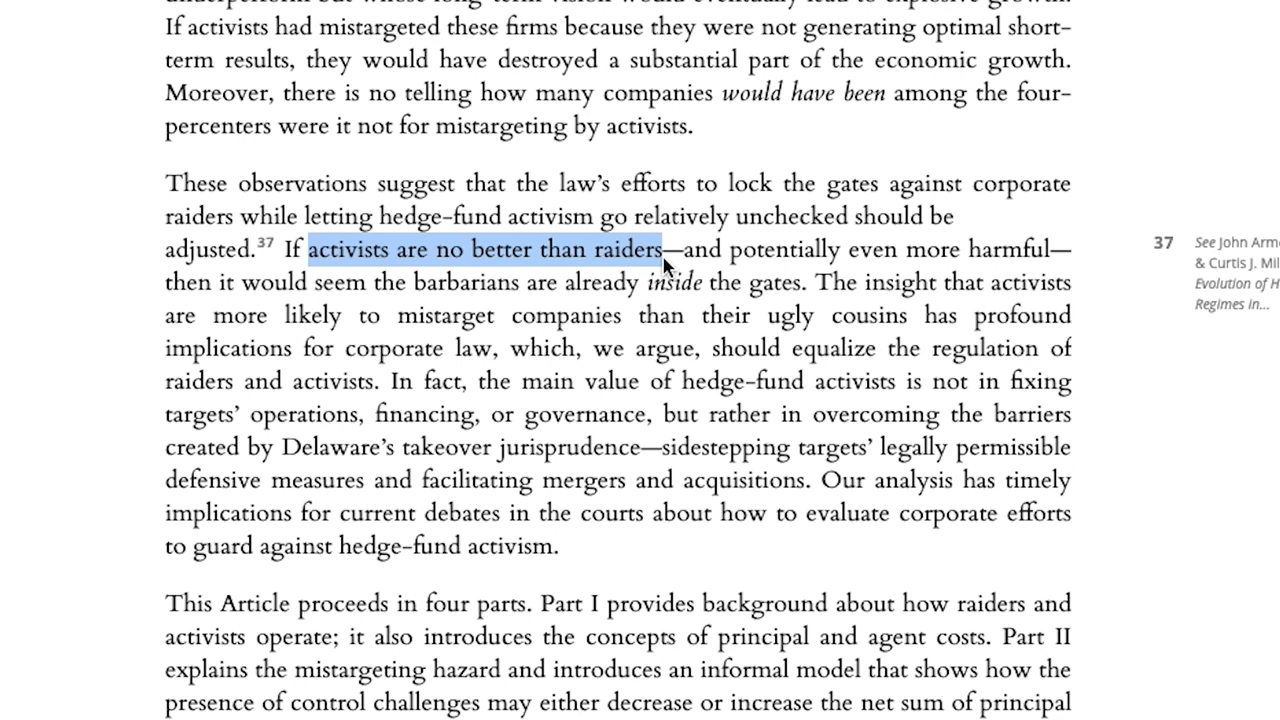 If activists had mistargeted these firms because they were not generating optimal short-
term results, they would have destroyed a substantial part of the economic growth.
Moreover, there is no telling how many companies would have been among the four-
percenters were it not for mistargeting by activists.
These observations suggest that the law's efforts to lock the gates against corporate
raiders while letting hedge-fund activism go relatively unchecked should be
adjusted.37 If activists are no better than raiders—and potentially even more harmful—
then it would seem the barbarians are already inside the gates. The insight that activists
are more likely to mistarget companies than their ugly cousins has profound
implications for corporate law, which, we argue, should equalize the regulation of
raiders and activists. In fact, the main value of hedge-fund activists is not in fixing
targets' operations, financing, or governance, but rather in overcoming the barriers
created by Delaware's takeover jurisprudence—sidestepping targets' legally permissible
defensive measures and facilitating mergers and acquisitions. Our analysis has timely
implications for current debates in the courts about how to evaluate corporate efforts
to guard against hedge-fund activism.
This Article proceeds in four parts. Part I provides background about how raiders and
activists operate; it also introduces the concepts of principal and agent costs. Part II
explains the mistargeting hazard and introduces an informal model that shows how the
presence of control challenges may either decrease or increase the net sum of principal
37 See John Arm
& Curtis J. Mil
Evolution of H
Regimes in...